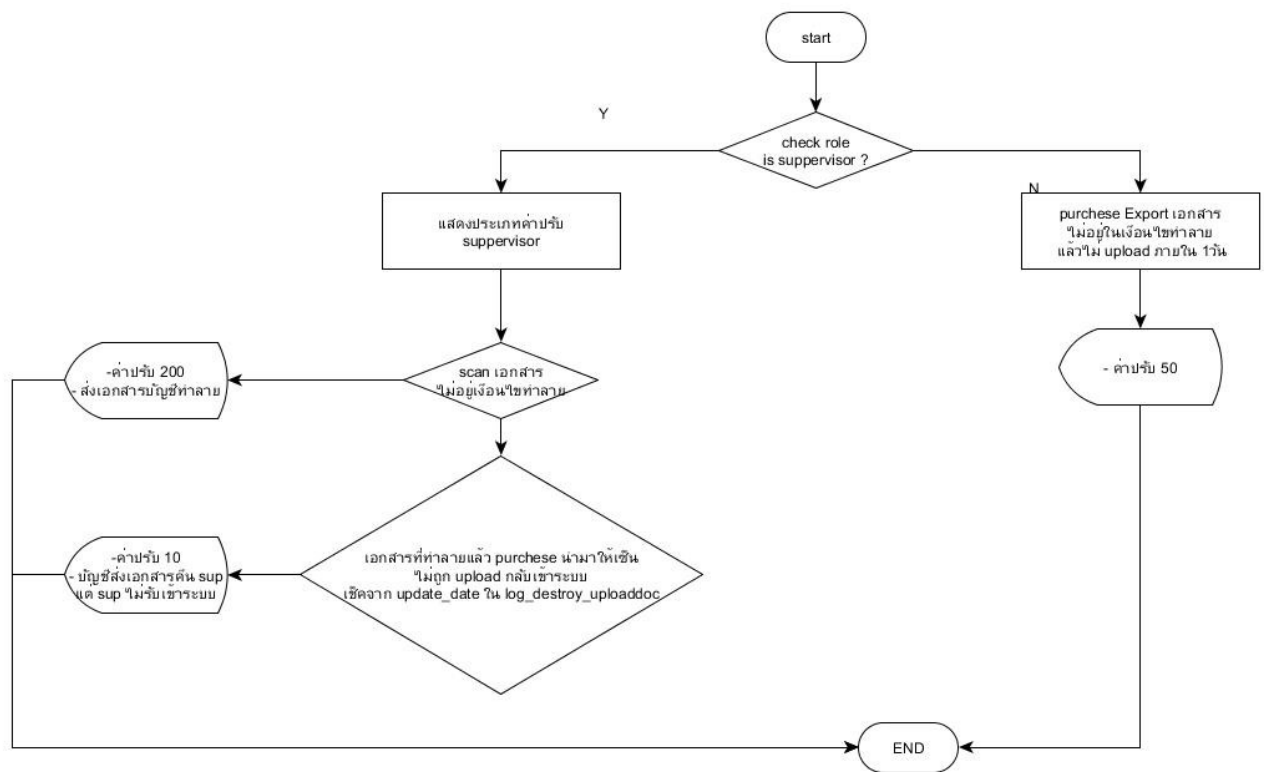 start
Y
check role
is suppervisor ?
N
แสดงประเภทค่าปรับ
suppervisor
purchese Export เอกสาร
ไม่อยู่ในเงื่อนไขทำลาย
แล้วไม่ upload ภายใน 1วัน
-ค่าปรับ 200
- ส่งเอกสารบัญชีทำลาย
scan เอกสาร
ไม่อยู่เงื่อนไขทำลาย
- ค่าปรับ 50
-ค่าปรับ 10
- บัญชีส่งเอกสารคืน sup
แต่ sup ไม่รับเข้าระบบ
เอกสารที่ทำลายแล้ว purchese นำมาให้เซ็น
ไม่ถูก upload กลับเข้าระบบ
เช็คจาก update_date ใน log_destroy_uploaddoc
END